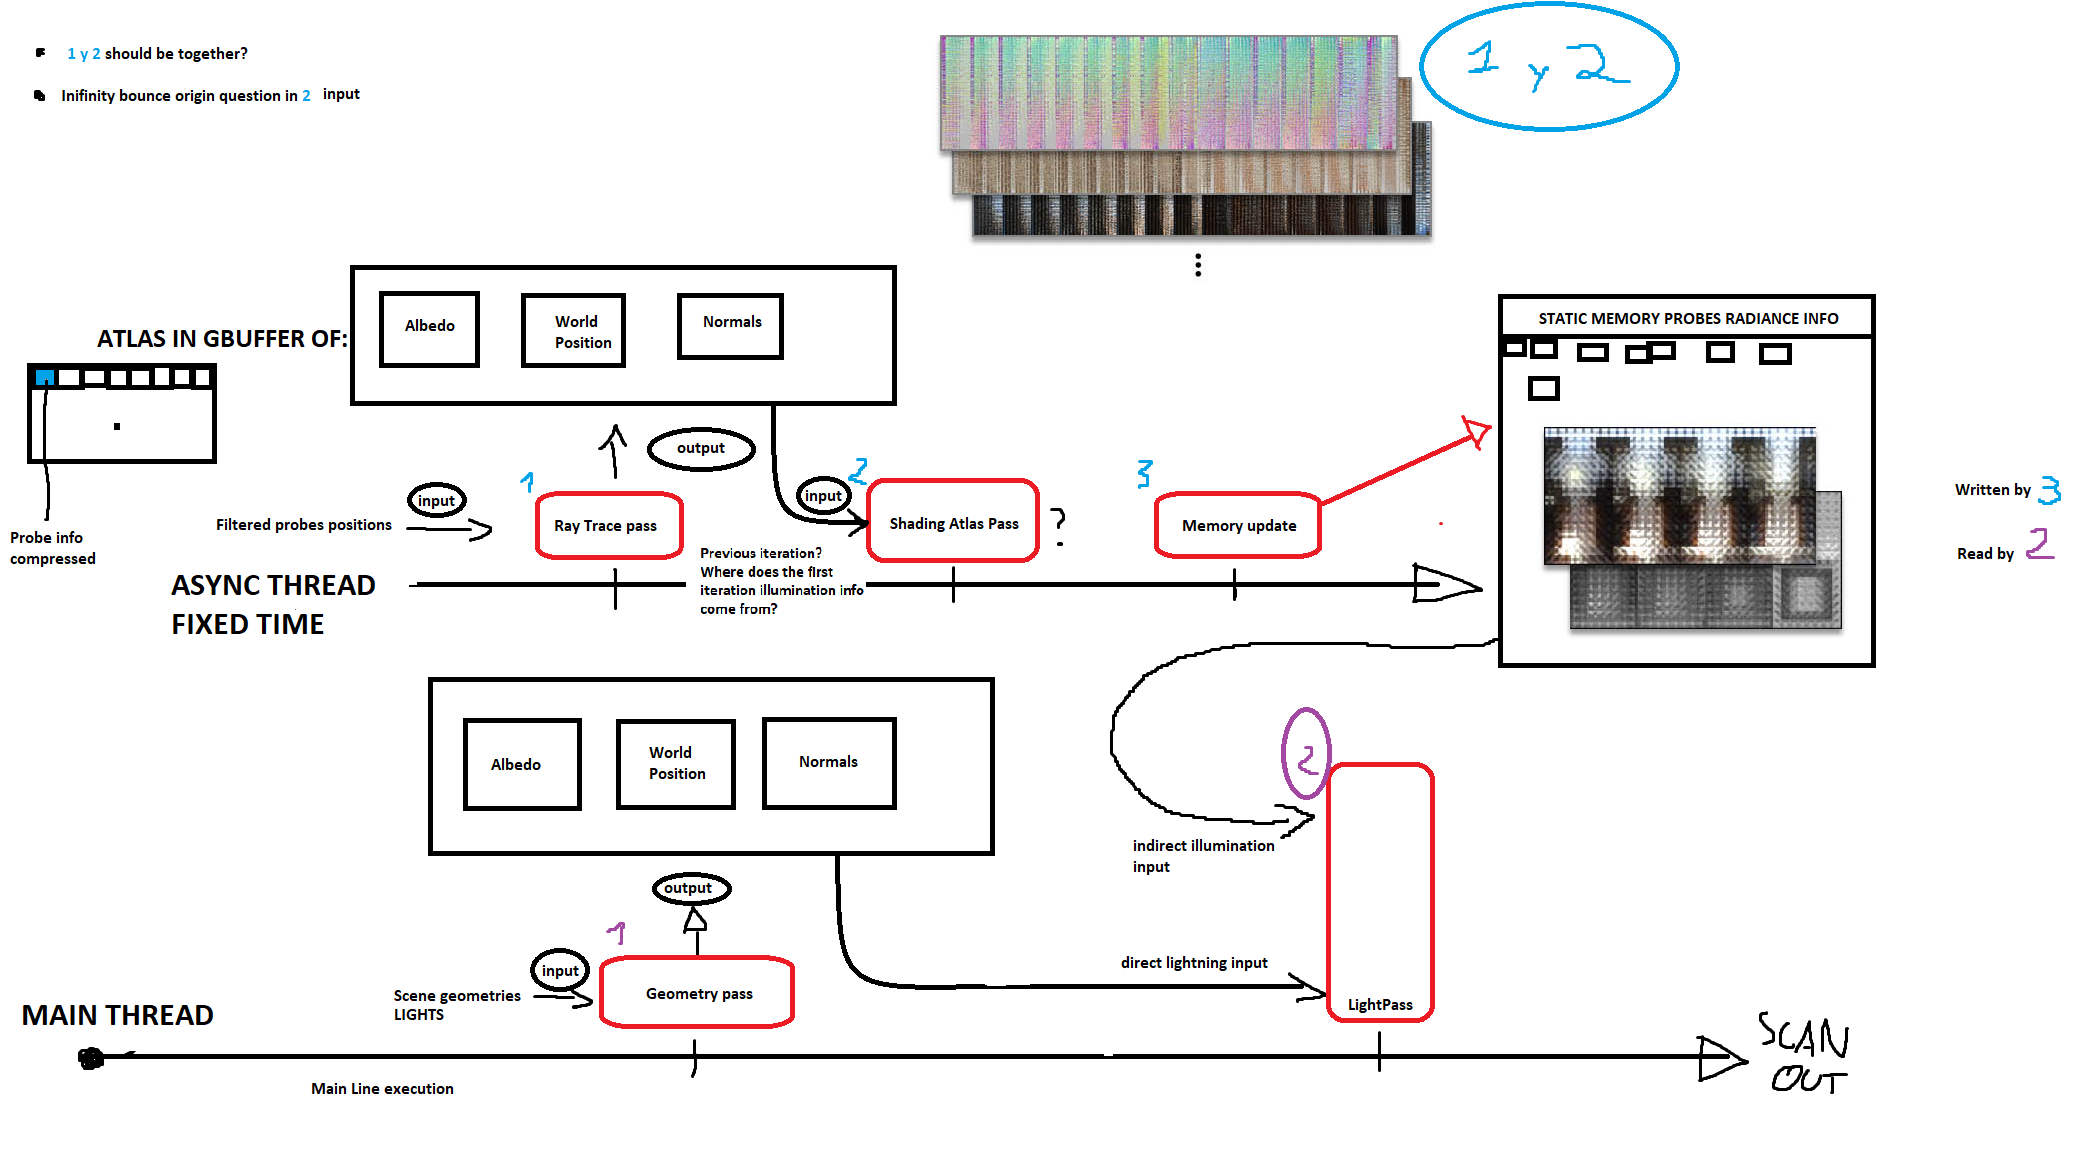 1 y 2 should be together?
Inifinity bounce origin question in 2 input
1 y 2
ATLAS IN GBUFFER OF:
Albedo
World
Position
Normals
STATIC MEMORY PROBES RADIANCE INFO
output
input
1
input
2
3
Written by 3
Read by 2
Filtered probes positions
Ray Trace pass
Shading Atlas Pass
?
Memory update
Probe info
compressed
Previous iteration?
Where does the first
iteration illumination info
come from?
ASYNC THREAD
FIXED TIME
Albedo
World
Position
Normals
2
indirect illumination
input
output
1
input
direct lightning input
Scene geometries
LIGHTS
Geometry pass
LightPass
MAIN THREAD
SCAN
OUT
Main Line execution